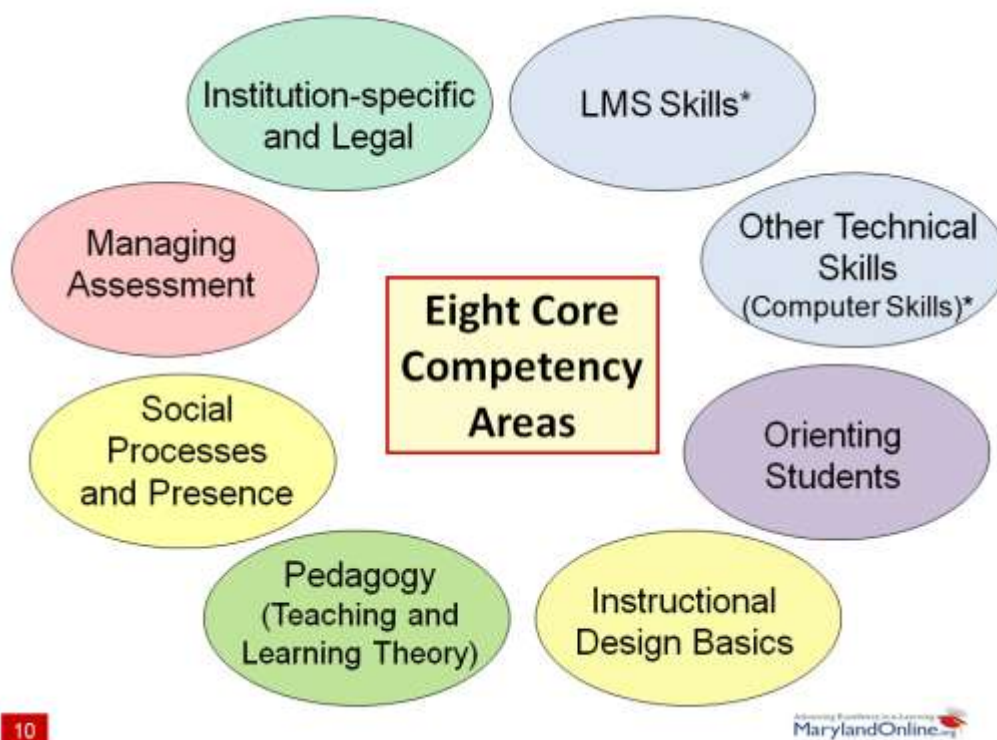 Institution-specific
and Legal
LMS Skills*
Managing
Assessment
Other Technical
Skills
(Computer Skills)*
Eight Core
Competency
Areas
Social
Processes
and Presence
Orienting
Students
Pedagogy
(Teaching and
Learning Theory)
Instructional
Design Basics
10
MarylandOnline.org